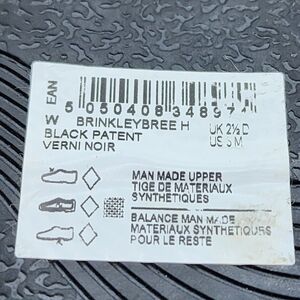 EAN
5 050408 3489
W BRINKLEYBREE H
BLACK PATENT
VERNI NOIR
UK 2½ D
US 5 M
MAN MADE UPPER
TIGE DE MATERIAUX
SYNTHETIQUES
BALANCE MAN MADE
MATERIAUX SYNTHETIQUES
POUR LE RESTE